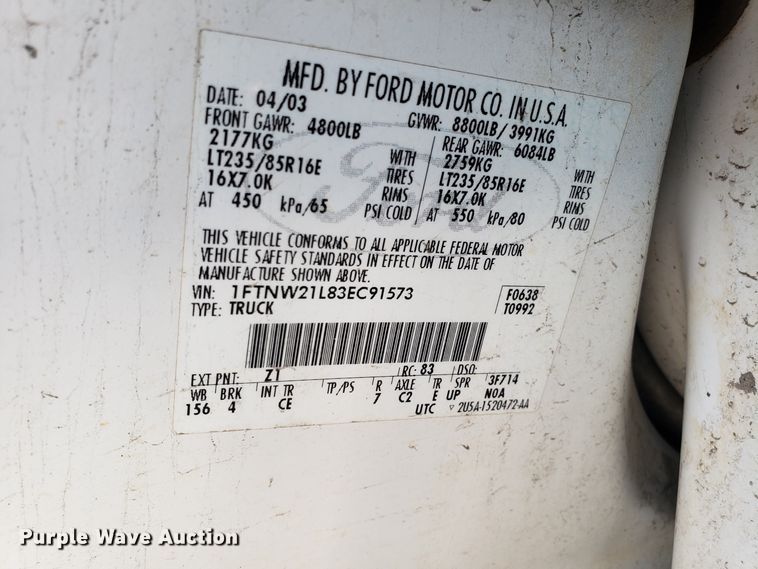 MFD. BY FORD MOTOR CO. IN U.S.A.
DATE: 04/03 GVWR: 8800LB/3991KG
FRONT GAWR: 4800LB REAR GAWR: 6084LB
2177KG WITH 2759KG WITH
LT235/85R16E TIRES LT235/85R16E TIRES
16X7.0K RIMS 16X7.0K RIMS
AT 450 kPa/65 PSI COLD AT 550 kPa/80 PSI COLD
Ford
THIS VEHICLE CONFORMS TO ALL APPLICABLE FEDERAL MOTOR
VEHICLE SAFETY STANDARDS IN EFFECT ON THE DATE OF
MANUFACTURE SHOWN ABOVE.
VIN: 1FTNW21L83EC91573 F0638
TYPE: TRUCK T0992
EXT PNT: Z1 RC: 83 DSO:
WB BRK INT TR TP/PS R AXLE TR SPR 3F714
156 4 CE 7 C2 E UP N0A
UTC ▽ 2U5A-1520472-AA
Purple Wave Auction